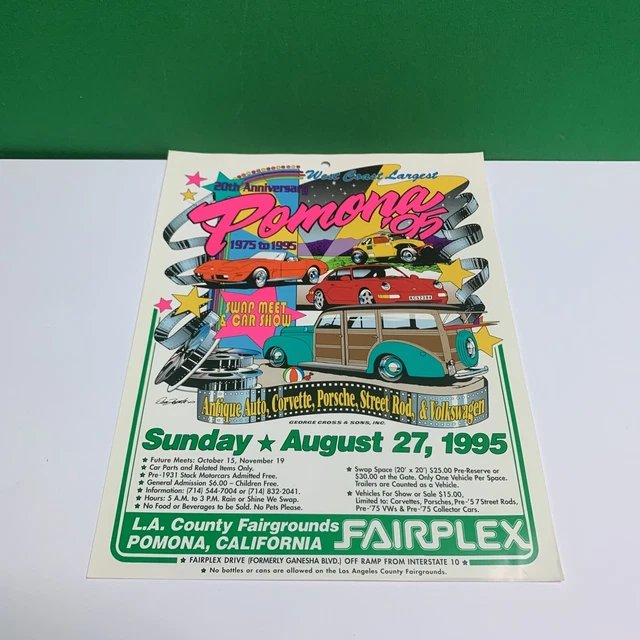 West Coast Largest
20th Anniversary
Pomona '95
1975 to 1995
SWAP MEET
& CAR SHOW
Antique Auto, Corvette, Porsche, Street Rod, & Volkswagen
GEORGE CROSS & SONS, INC.
Sunday ★ August 27, 1995
★ Future Meets: October 15, November 19
★ Car Parts and Related Items Only.
★ Pre-1931 Stock Motorcars Admitted Free.
★ General Admission $6.00 – Children Free.
★ Information: (714) 544-7004 or (714) 832-2041.
★ Hours: 5 A.M. to 3 P.M. Rain or Shine We Swap.
★ No Food or Beverages to be Sold. No Pets Please.
★ Swap Space (20' x 20') $25.00 Pre-Reserve or
$30.00 at the Gate. Only One Vehicle Per Space.
Trailers are Counted as a Vehicle.
★ Vehicles For Show or Sale $15.00,
Limited to: Corvettes, Porsches, Pre-'57 Street Rods,
Pre-'75 VWs & Pre-'75 Collector Cars.
L.A. County Fairgrounds
POMONA, CALIFORNIA
FAIRPLEX
★ FAIRPLEX DRIVE (FORMERLY GANESHA BLVD.) OFF RAMP FROM INTERSTATE 10 ★
★ No bottles or cans are allowed on the Los Angeles County Fairgrounds.